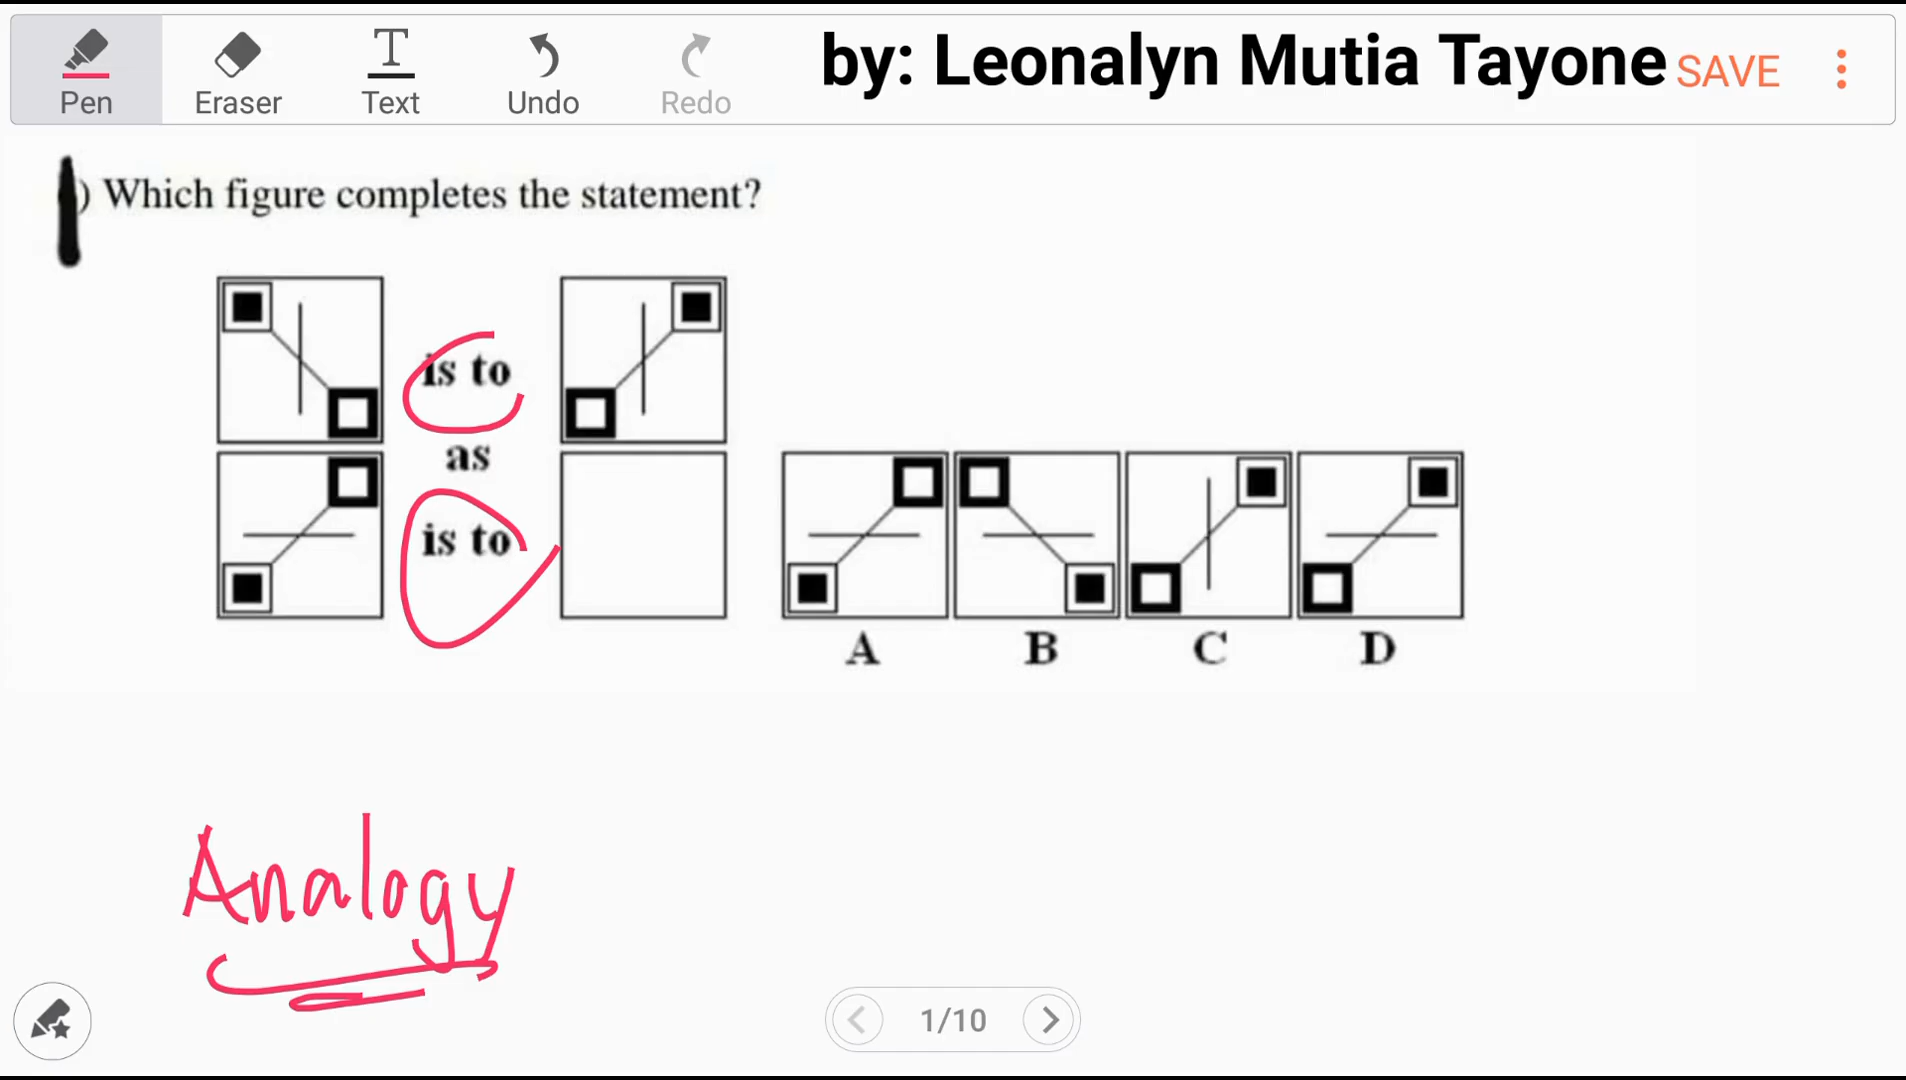 Pen Eraser Text Undo Redo by: Leonalyn Mutia Tayone SAVE
) Which figure completes the statement?
is to
as
is to
A B C D
Analogy
1/10